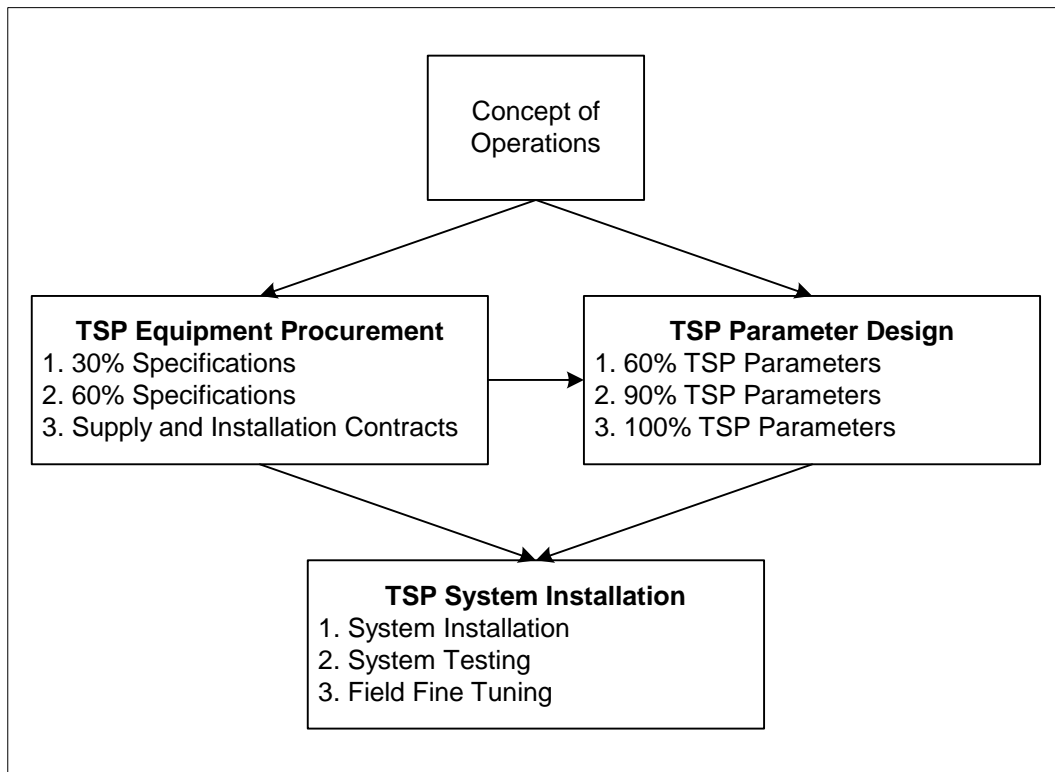 Concept of
Operations
TSP Equipment Procurement
1. 30% Specifications
2. 60% Specifications
3. Supply and Installation Contracts
TSP Parameter Design
1. 60% TSP Parameters
2. 90% TSP Parameters
3. 100% TSP Parameters
TSP System Installation
1. System Installation
2. System Testing
3. Field Fine Tuning